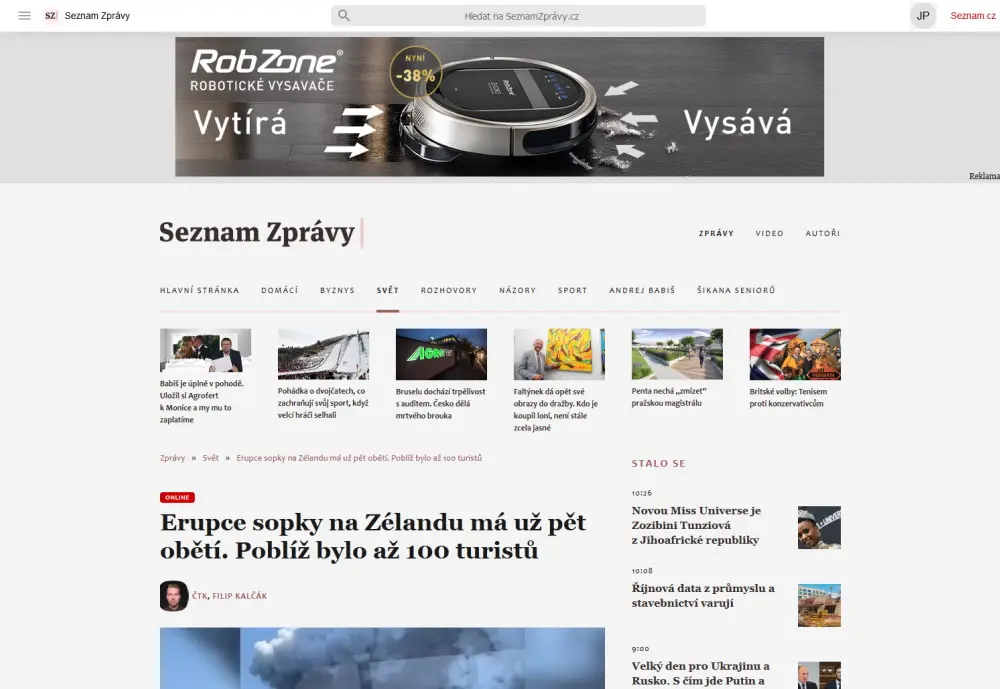 SZ Seznam Zprávy
Hledat na SeznamZprávy.cz
JP
Seznam.cz
RobZone®
ROBOTICKÉ VYSAVAČE
NYNÍ
-38%
Vytírá
Vysává
Reklama
Seznam Zprávy
ZPRÁVY VIDEO AUTOŘI
HLAVNÍ STRÁNKA DOMÁCÍ BYZNYS SVĚT ROZHOVORY NÁZORY SPORT ANDREJ BABIŠ ŠIKANA SENIORŮ
Babiš je úplně v pohodě.
Uložil si Agrofert
k Monice a my mu to
zaplatíme
Pohádka o dvojčatech, co
zachraňují svůj sport, když
velcí hráči selhali
Bruselu dochází trpělivost
s auditem. Česko dělá
mrtvého brouka
Faltýnek dá opět své
obrazy do dražby. Kdo je
koupil loni, není stále
zcela jasné
Penta nechá „zmizet“
pražskou magistrálu
Britské volby: Tenisem
proti konzervativcům
Zprávy » Svět » Erupce sopky na Zélandu má už pět obětí. Poblíž bylo až 100 turistů
ONLINE
Erupce sopky na Zélandu má už pět
obětí. Poblíž bylo až 100 turistů
ČTK, FILIP KALČÁK
STALO SE
10:26
Novou Miss Universe je
Zozibini Tunziová
z Jihoafrické republiky
10:08
Říjnová data z průmyslu a
stavebnictví varují
9:00
Velký den pro Ukrajinu a
Rusko. S čím jde Putin a